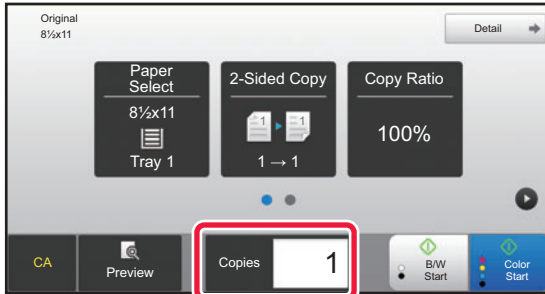 Original
8½x11
Detail
Paper
Select
8½x11
Tray 1
2-Sided Copy
1 1
1 → 1
Copy Ratio
100%
CA
Preview
Copies
1
B/W
Start
Color
Start